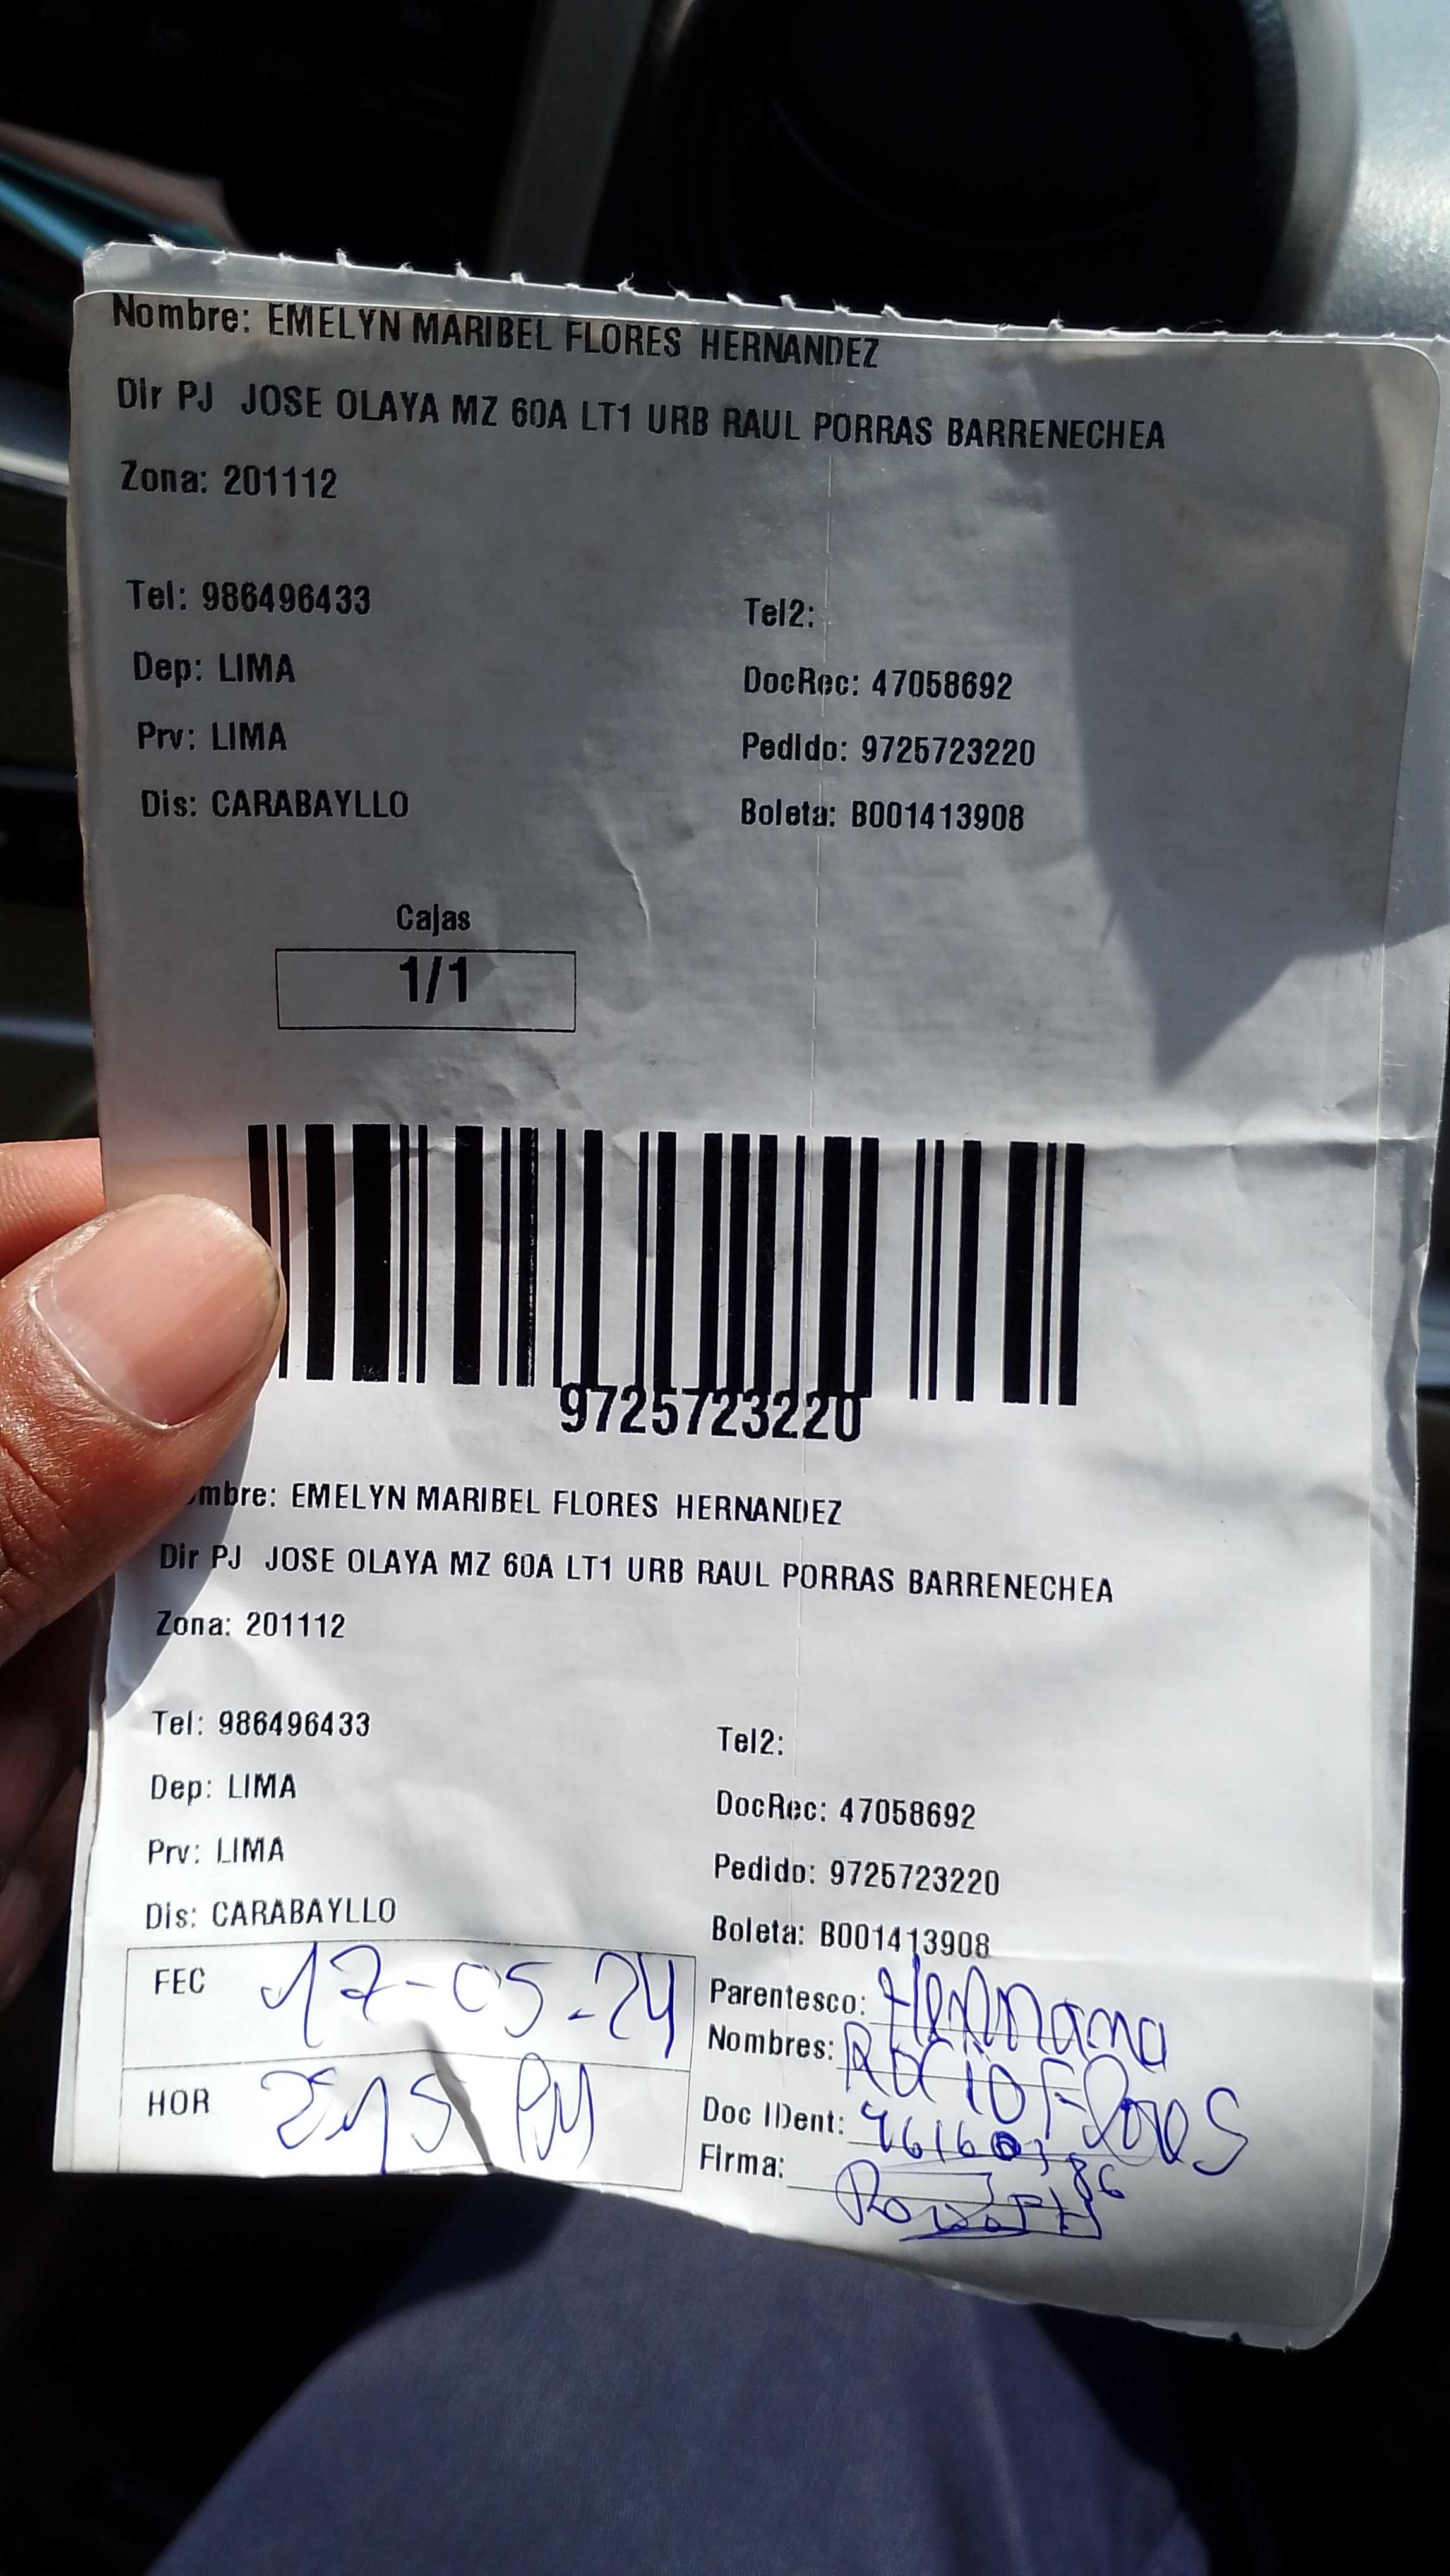 Nombre: EMELYN MARIBEL FLORES HERNANDEZ
Dir PJ JOSE OLAYA MZ 60A LT1 URB RAUL PORRAS BARRENECHEA
Zona: 201112
Tel: 986496433 Tel2:
Dep: LIMA DocRec: 47058692
Prv: LIMA Pedido: 9725723220
Dis: CARABAYLLO Boleta: B001413908
Cajas
1/1
9725723220
mbre: EMELYN MARIBEL FLORES HERNANDEZ
Dir PJ JOSE OLAYA MZ 60A LT1 URB RAUL PORRAS BARRENECHEA
Zona: 201112
Tel: 986496433 Tel2:
Dep: LIMA DocRec: 47058692
Prv: LIMA Pedido: 9725723220
Dis: CARABAYLLO Boleta: B001413908
FEC 17-05-24 Parentesco: Hermana
Nombres: Rocio Flores
HOR PM Doc IDent:
Firma: